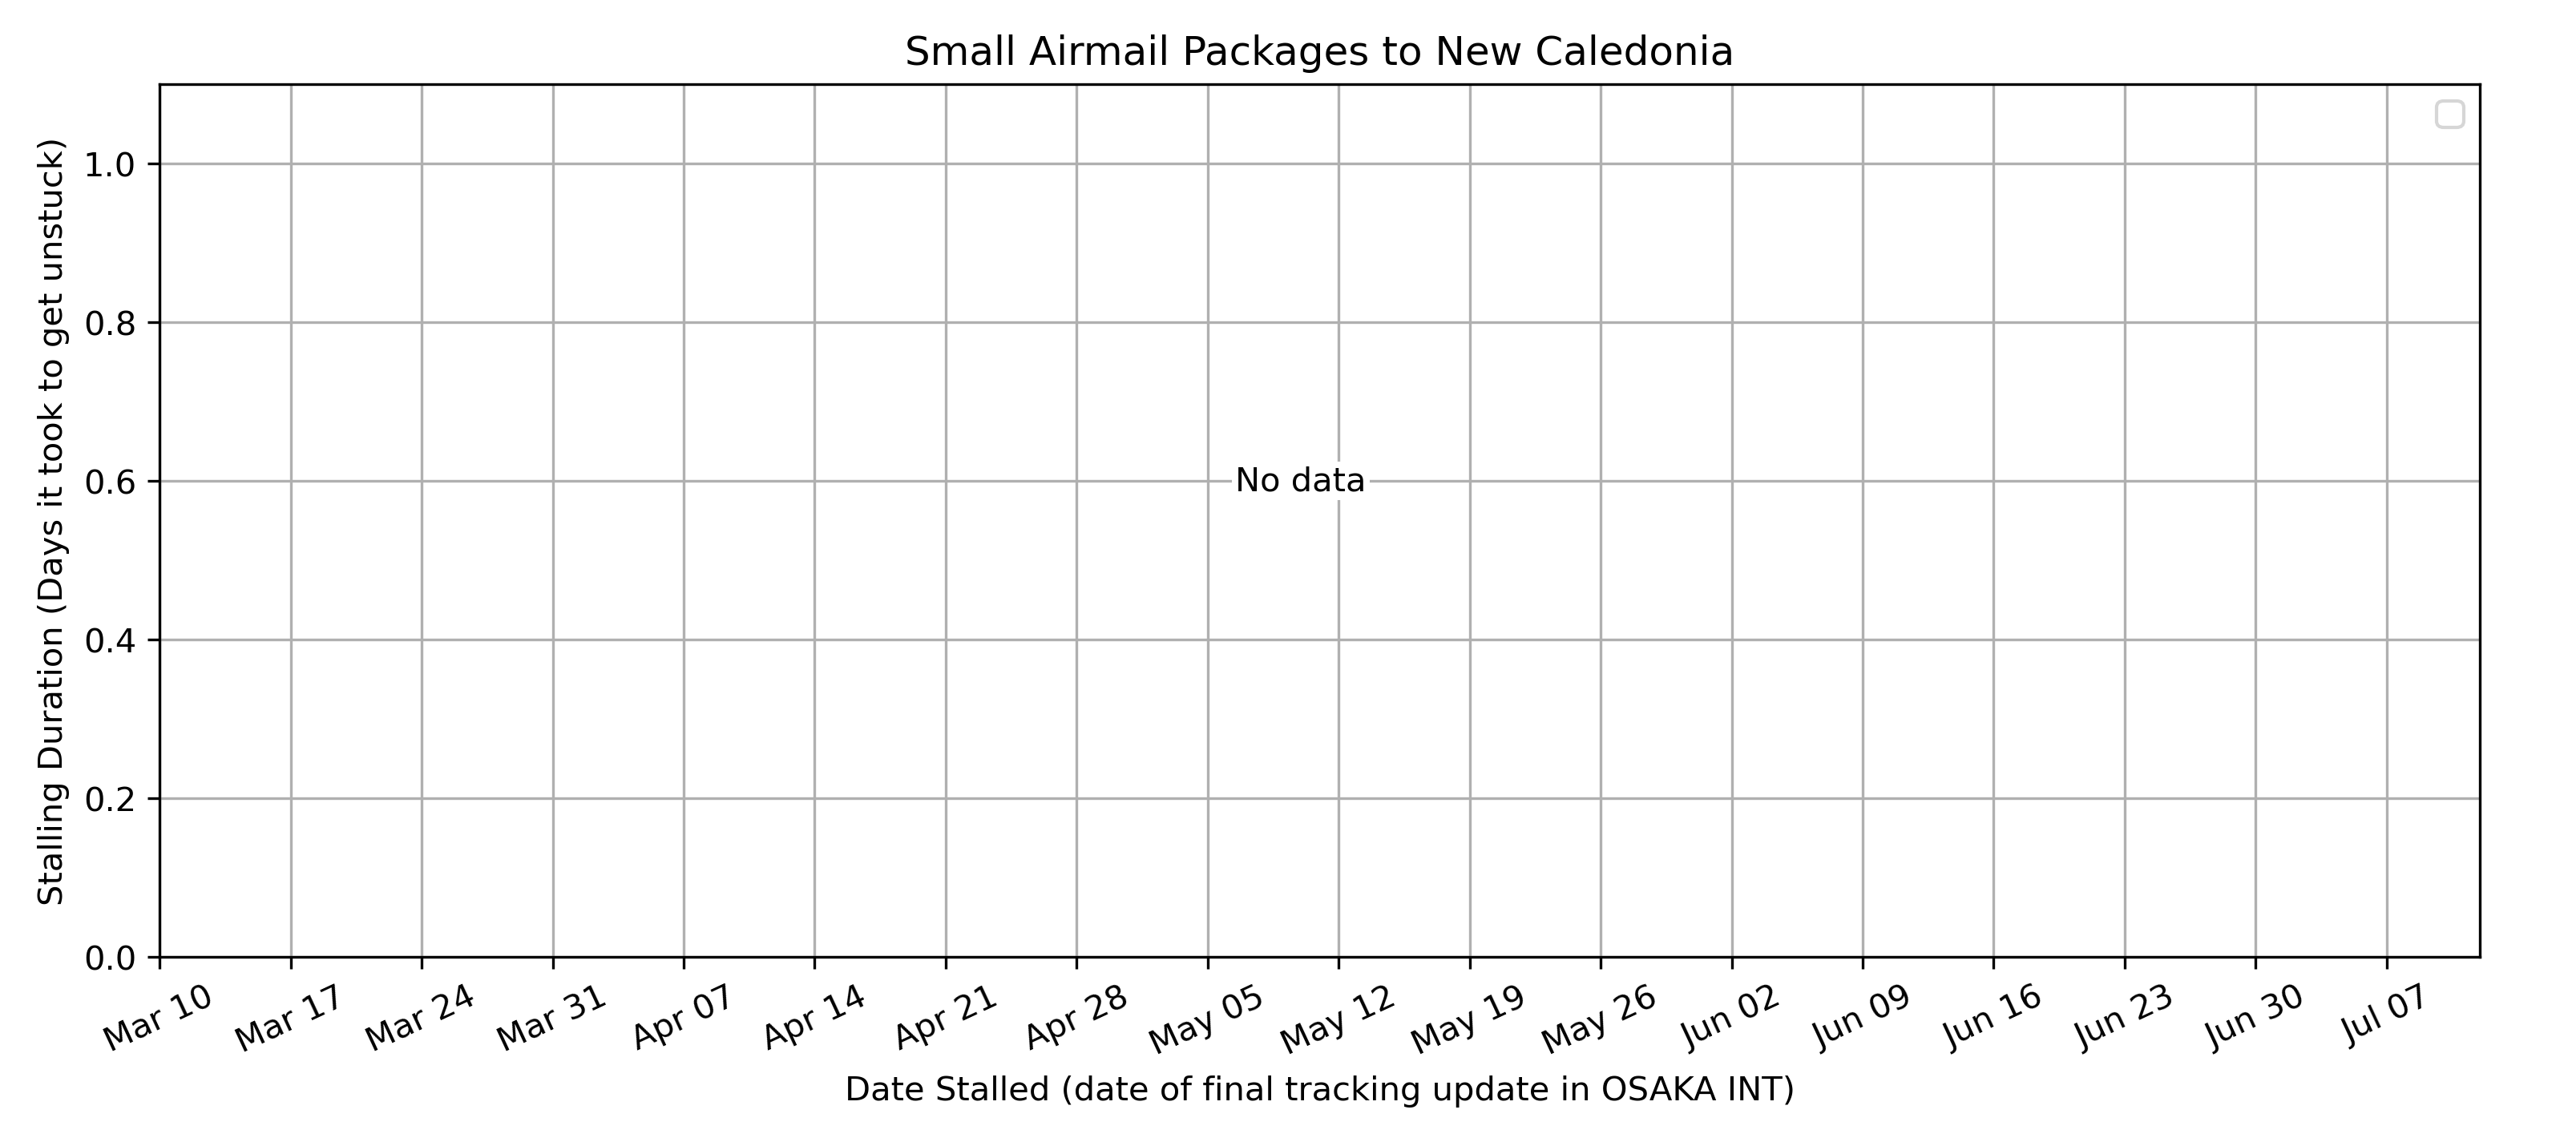 Small Airmail Packages to New Caledonia
Stalling Duration (Days it took to get unstuck)
1.0
0.8
0.6
0.4
0.2
0.0
No data
Mar 10
Mar 17
Mar 24
Mar 31
Apr 07
Apr 14
Apr 21
Apr 28
May 05
May 12
May 19
May 26
Jun 02
Jun 09
Jun 16
Jun 23
Jun 30
Jul 07
Date Stalled (date of final tracking update in OSAKA INT)